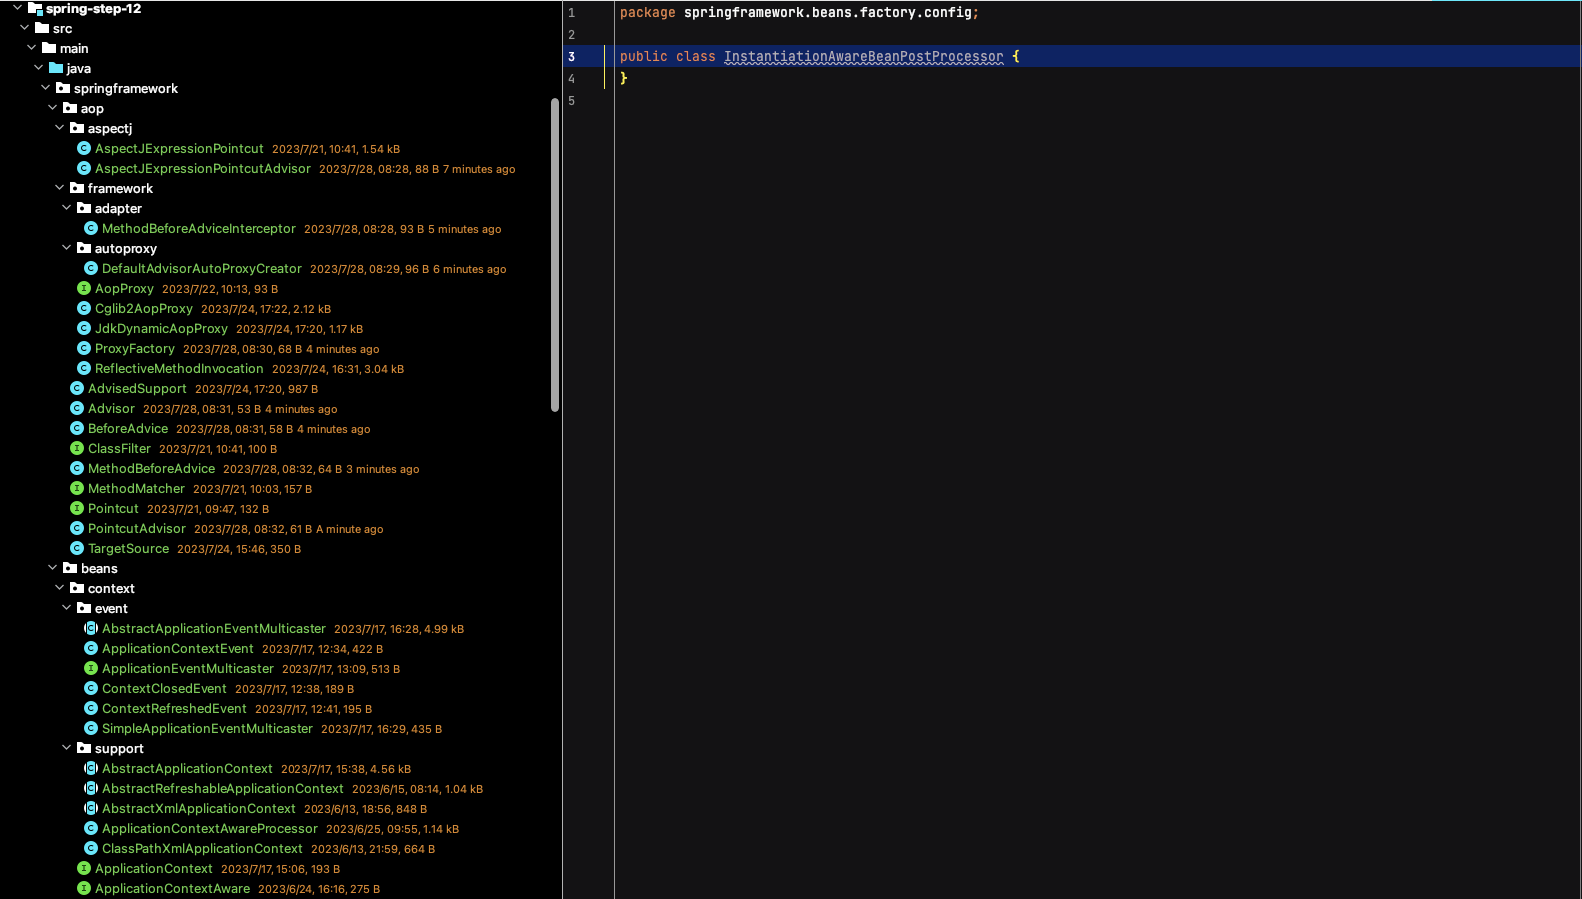 spring-step-12
src
main
java
springframework
aop
aspectj
AspectJExpressionPointcut 2023/7/21, 10:41, 1.54 kB
AspectJExpressionPointcutAdvisor 2023/7/28, 08:28, 88 B 7 minutes ago
framework
adapter
MethodBeforeAdviceInterceptor 2023/7/28, 08:28, 93 B 5 minutes ago
autoproxy
DefaultAdvisorAutoProxyCreator 2023/7/28, 08:29, 96 B 6 minutes ago
AopProxy 2023/7/22, 10:13, 93 B
Cglib2AopProxy 2023/7/24, 17:22, 2.12 kB
JdkDynamicAopProxy 2023/7/24, 17:20, 1.17 kB
ProxyFactory 2023/7/28, 08:30, 68 B 4 minutes ago
ReflectiveMethodInvocation 2023/7/24, 16:31, 3.04 kB
AdvisedSupport 2023/7/24, 17:20, 987 B
Advisor 2023/7/28, 08:31, 53 B 4 minutes ago
BeforeAdvice 2023/7/28, 08:31, 58 B 4 minutes ago
ClassFilter 2023/7/21, 10:41, 100 B
MethodBeforeAdvice 2023/7/28, 08:32, 64 B 3 minutes ago
MethodMatcher 2023/7/21, 10:03, 157 B
Pointcut 2023/7/21, 09:47, 132 B
PointcutAdvisor 2023/7/28, 08:32, 61 B A minute ago
TargetSource 2023/7/24, 15:46, 350 B
beans
context
event
AbstractApplicationEventMulticaster 2023/7/17, 16:28, 4.99 kB
ApplicationContextEvent 2023/7/17, 12:34, 422 B
ApplicationEventMulticaster 2023/7/17, 13:09, 513 B
ContextClosedEvent 2023/7/17, 12:38, 189 B
ContextRefreshedEvent 2023/7/17, 12:41, 195 B
SimpleApplicationEventMulticaster 2023/7/17, 16:29, 435 B
support
AbstractApplicationContext 2023/7/17, 15:38, 4.56 kB
AbstractRefreshableApplicationContext 2023/6/15, 08:14, 1.04 kB
AbstractXmlApplicationContext 2023/6/13, 18:56, 848 B
ApplicationContextAwareProcessor 2023/6/25, 09:55, 1.14 kB
ClassPathXmlApplicationContext 2023/6/13, 21:59, 664 B
ApplicationContext 2023/7/17, 15:06, 193 B
ApplicationContextAware 2023/6/24, 16:16, 275 B
1 package springframework.beans.factory.config;
2
3 public class InstantiationAwareBeanPostProcessor {
4 }
5